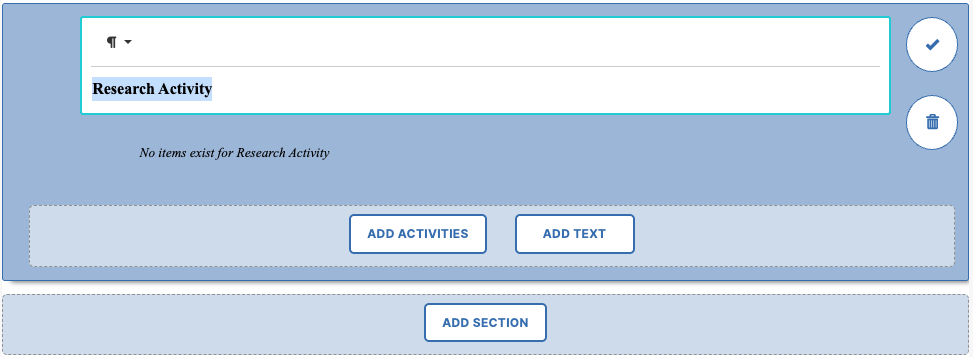 ¶
Research Activity
No items exist for Research Activity
ADD ACTIVITIES ADD TEXT
ADD SECTION